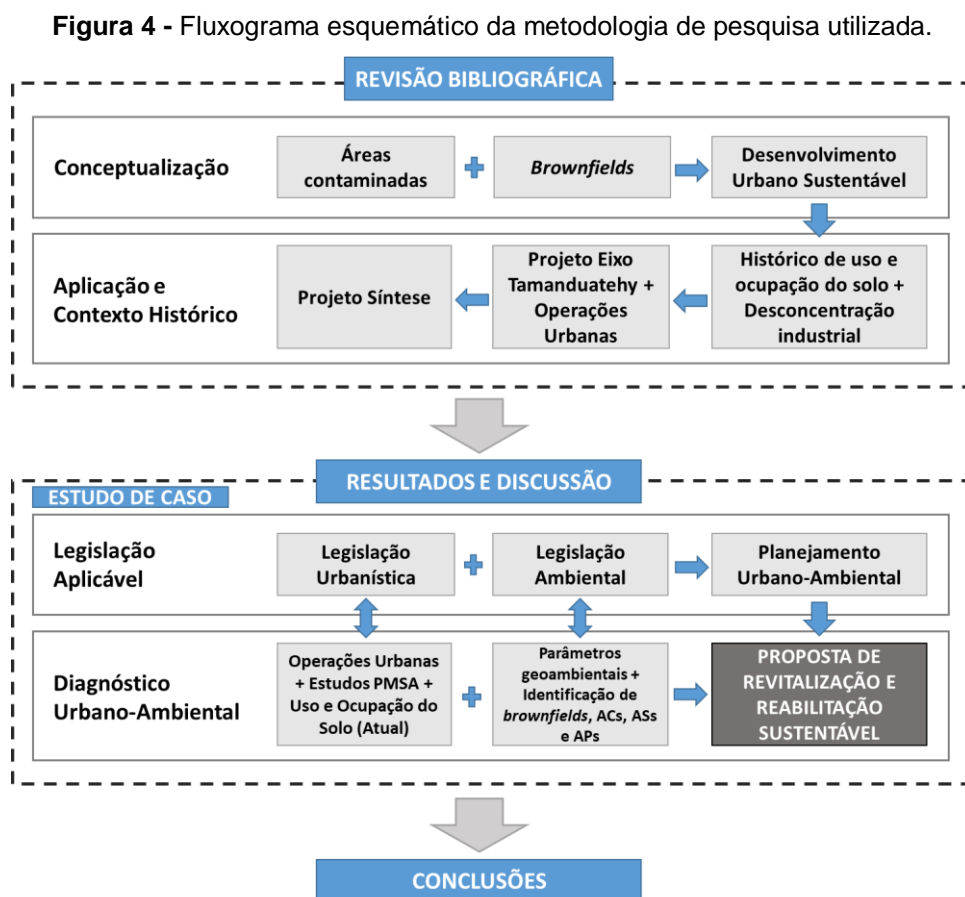 Figura 4 - Fluxograma esquemático da metodologia de pesquisa utilizada.
REVISÃO BIBLIOGRÁFICA
Conceptualização
Áreas
contaminadas
Brownfields
Desenvolvimento
Urbano Sustentável
Aplicação e
Contexto Histórico
Projeto Síntese
Projeto Eixo
Tamanduatehy +
Operações
Urbanas
Histórico de uso e
ocupação do solo +
Desconcentração
industrial
RESULTADOS E DISCUSSÃO
ESTUDO DE CASO
Legislação
Aplicável
Legislação
Urbanística
Legislação
Ambiental
Planejamento
Urbano-Ambiental
Diagnóstico
Urbano-Ambiental
Operações Urbanas
+ Estudos PMSA +
Uso e Ocupação do
Solo (Atual)
Parâmetros
geoambientais +
Identificação de
brownfields, ACs, ASs
e APs
PROPOSTA DE
REVITALIZAÇÃO E
REABILITAÇÃO
SUSTENTÁVEL
CONCLUSÕES